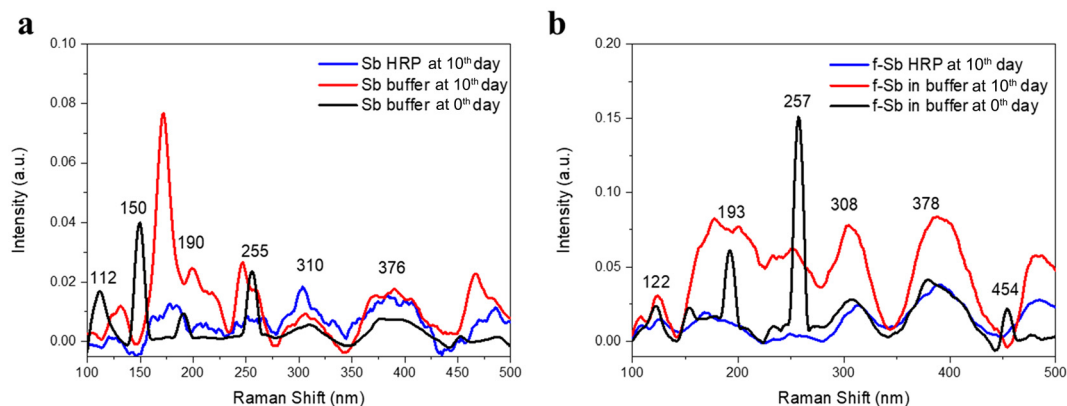 a
Sb HRP at 10th day
Sb buffer at 10th day
Sb buffer at 0th day
112
150
190
255
310
376
0.10
0.08
0.06
0.04
0.02
0.00
Intensity (a.u.)
100 150 200 250 300 350 400 450 500
Raman Shift (nm)
b
f-Sb HRP at 10th day
f-Sb in buffer at 10th day
f-Sb in buffer at 0th day
122
193
257
308
378
454
0.20
0.15
0.10
0.05
0.00
Intensity (a.u.)
100 200 300 400 500
Raman Shift (nm)